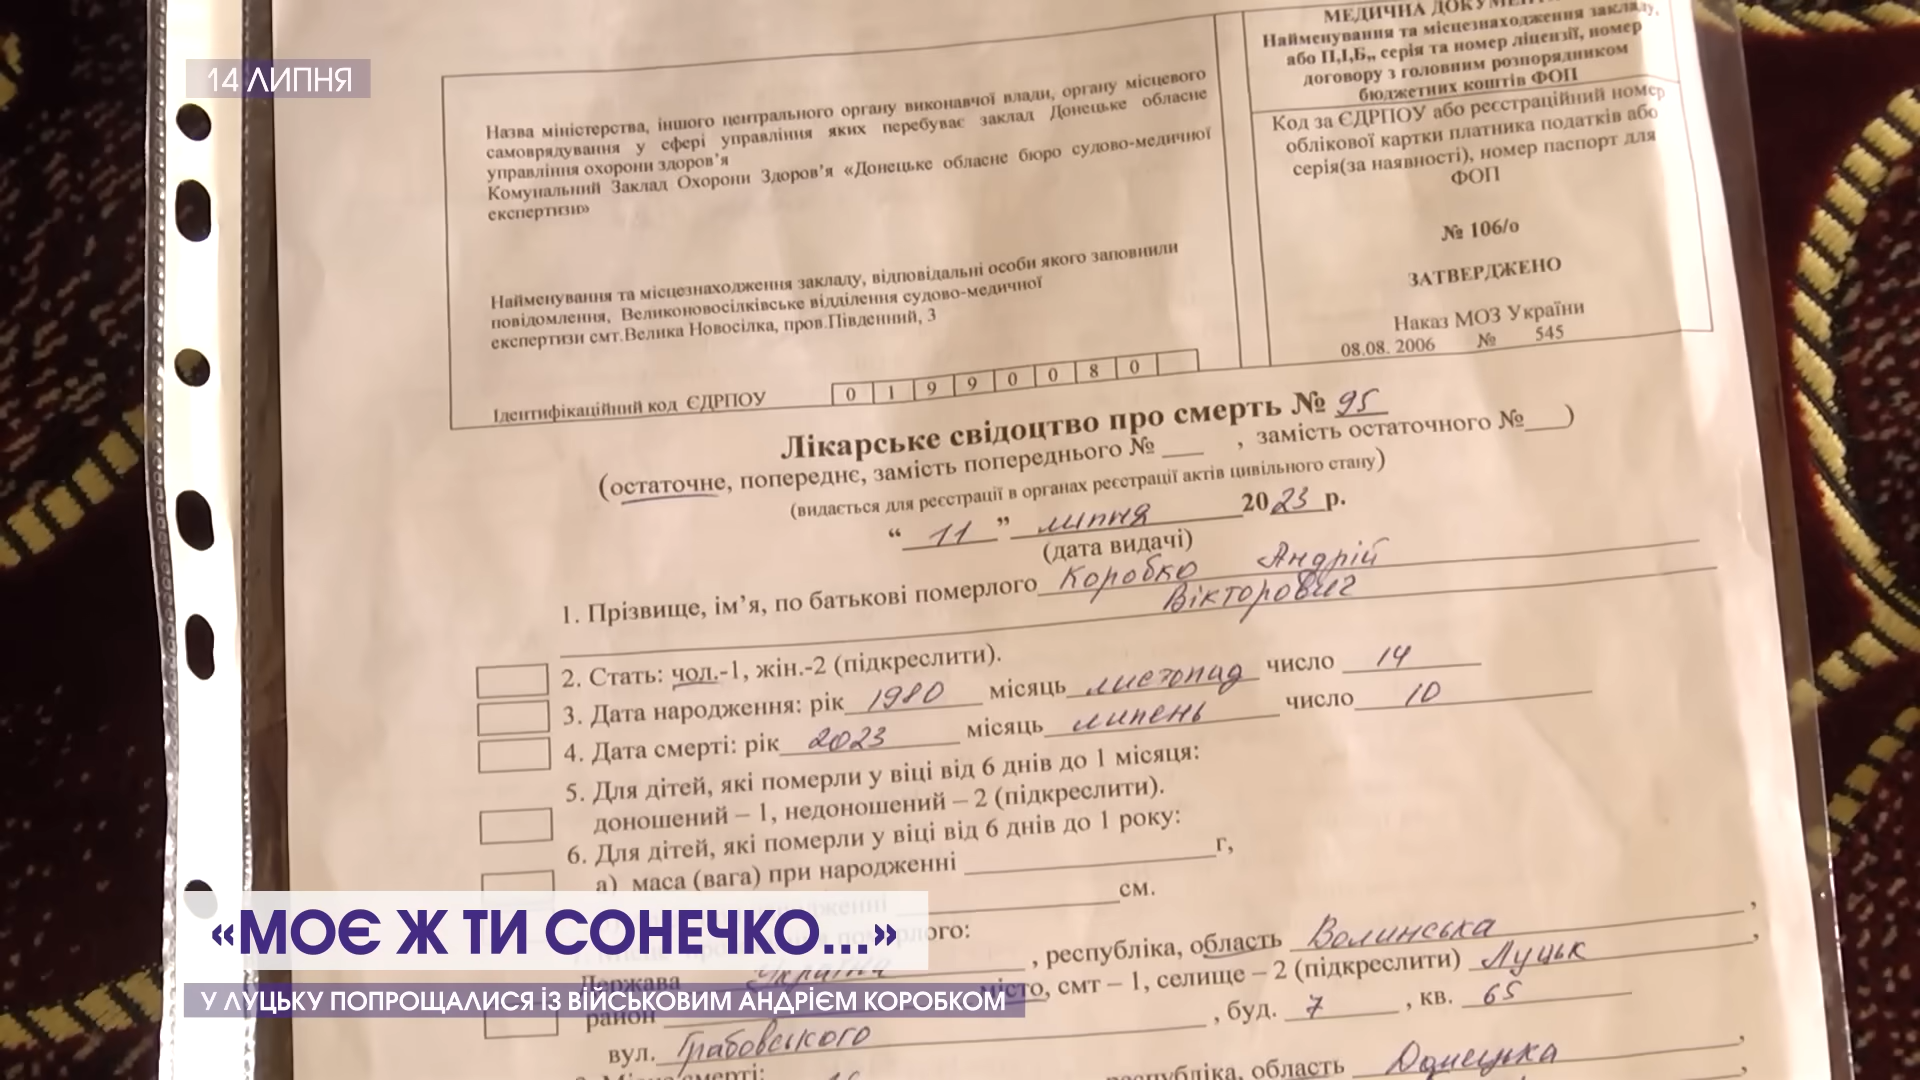 14 ЛИПНЯ
МЕДИЧНА
Найменування та місцезнаходження закладу,
або П,І,Б,, серія та номер ліцензії, номер
договору з головним розпорядником
бюджетних коштів ФОП
Код за ЄДРПОУ або реєстраційний номер
облікової картки платника податків або
серія(за наявності), номер паспорт для
ФОП
№ 106/о
ЗАТВЕРДЖЕНО
Наказ МОЗ України
08.08. 2006 № 545
Назва міністерства, іншого центрального органу виконавчої влади, органу місцевого
самоврядування у сфері управління яких перебуває заклад Донецьке обласне
управління охорони здоров’я
Комунальний Заклад Охорони Здоров’я «Донецьке обласне бюро судово-медичної
експертизи»
Найменування та місцезнаходження закладу, відповідальні особи якого заповнили
повідомлення, Великоновосілківське відділення судово-медичної
експертизи смт.Велика Новосілка, пров.Південний, 3
Ідентифікаційний код ЄДРПОУ 0 1 9 9 0 0 8 0
Лікарське свідоцтво про смерть № 95
(остаточне, попереднє, замість попереднього № ___ , замість остаточного №___)
(видається для реєстрації в органах реєстрації актів цивільного стану)
“ 11 ” липня 2023 р.
(дата видачі)
1. Прізвище, ім’я, по батькові померлого Коробко Андрій
Вікторович
2. Стать: чол.-1, жін.-2 (підкреслити).
3. Дата народження: рік 1980 місяць листопад число 14
4. Дата смерті: рік 2023 місяць липень число 10
5. Для дітей, які померли у віці від 6 днів до 1 місяця:
доношений – 1, недоношений – 2 (підкреслити).
6. Для дітей, які померли у віці від 6 днів до 1 року:
а) маса (вага) при народженні ___ г,
см.
«МОЄ Ж ТИ СОНЕЧКО...»
Держава Україна , республіка, область Волинська ,
У ЛУЦЬКУ ПОПРОЩАЛИСЯ ІЗ ВІЙСЬКОВИМ АНДРІЄМ КОРОБКОМ
район місто, смт – 1, селище – 2 (підкреслити) Луцьк ,
вул. Грабовського , буд. 7 , кв. 65
республіка, область Донецька ,